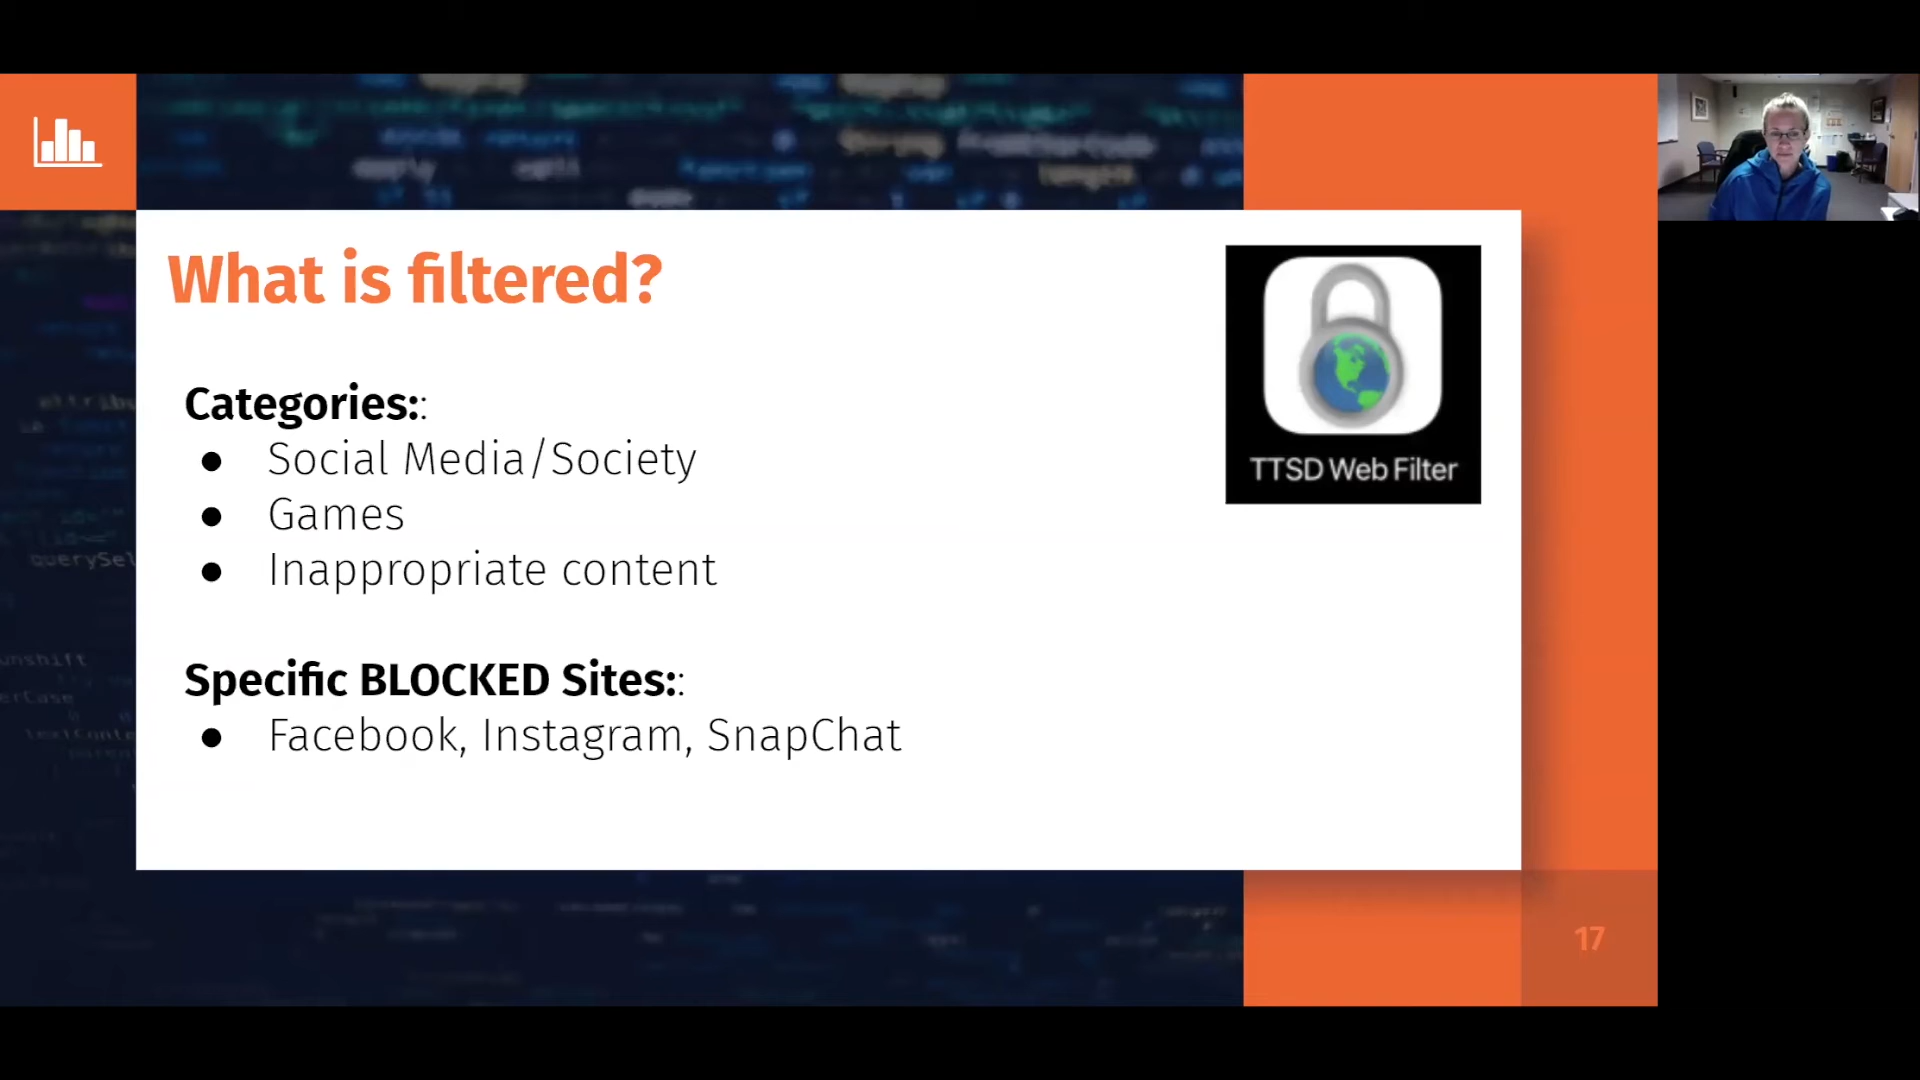 What is filtered?
Categories::
● Social Media/Society
● Games
● Inappropriate content
Specific BLOCKED Sites::
● Facebook, Instagram, SnapChat
TTSD Web Filter
17